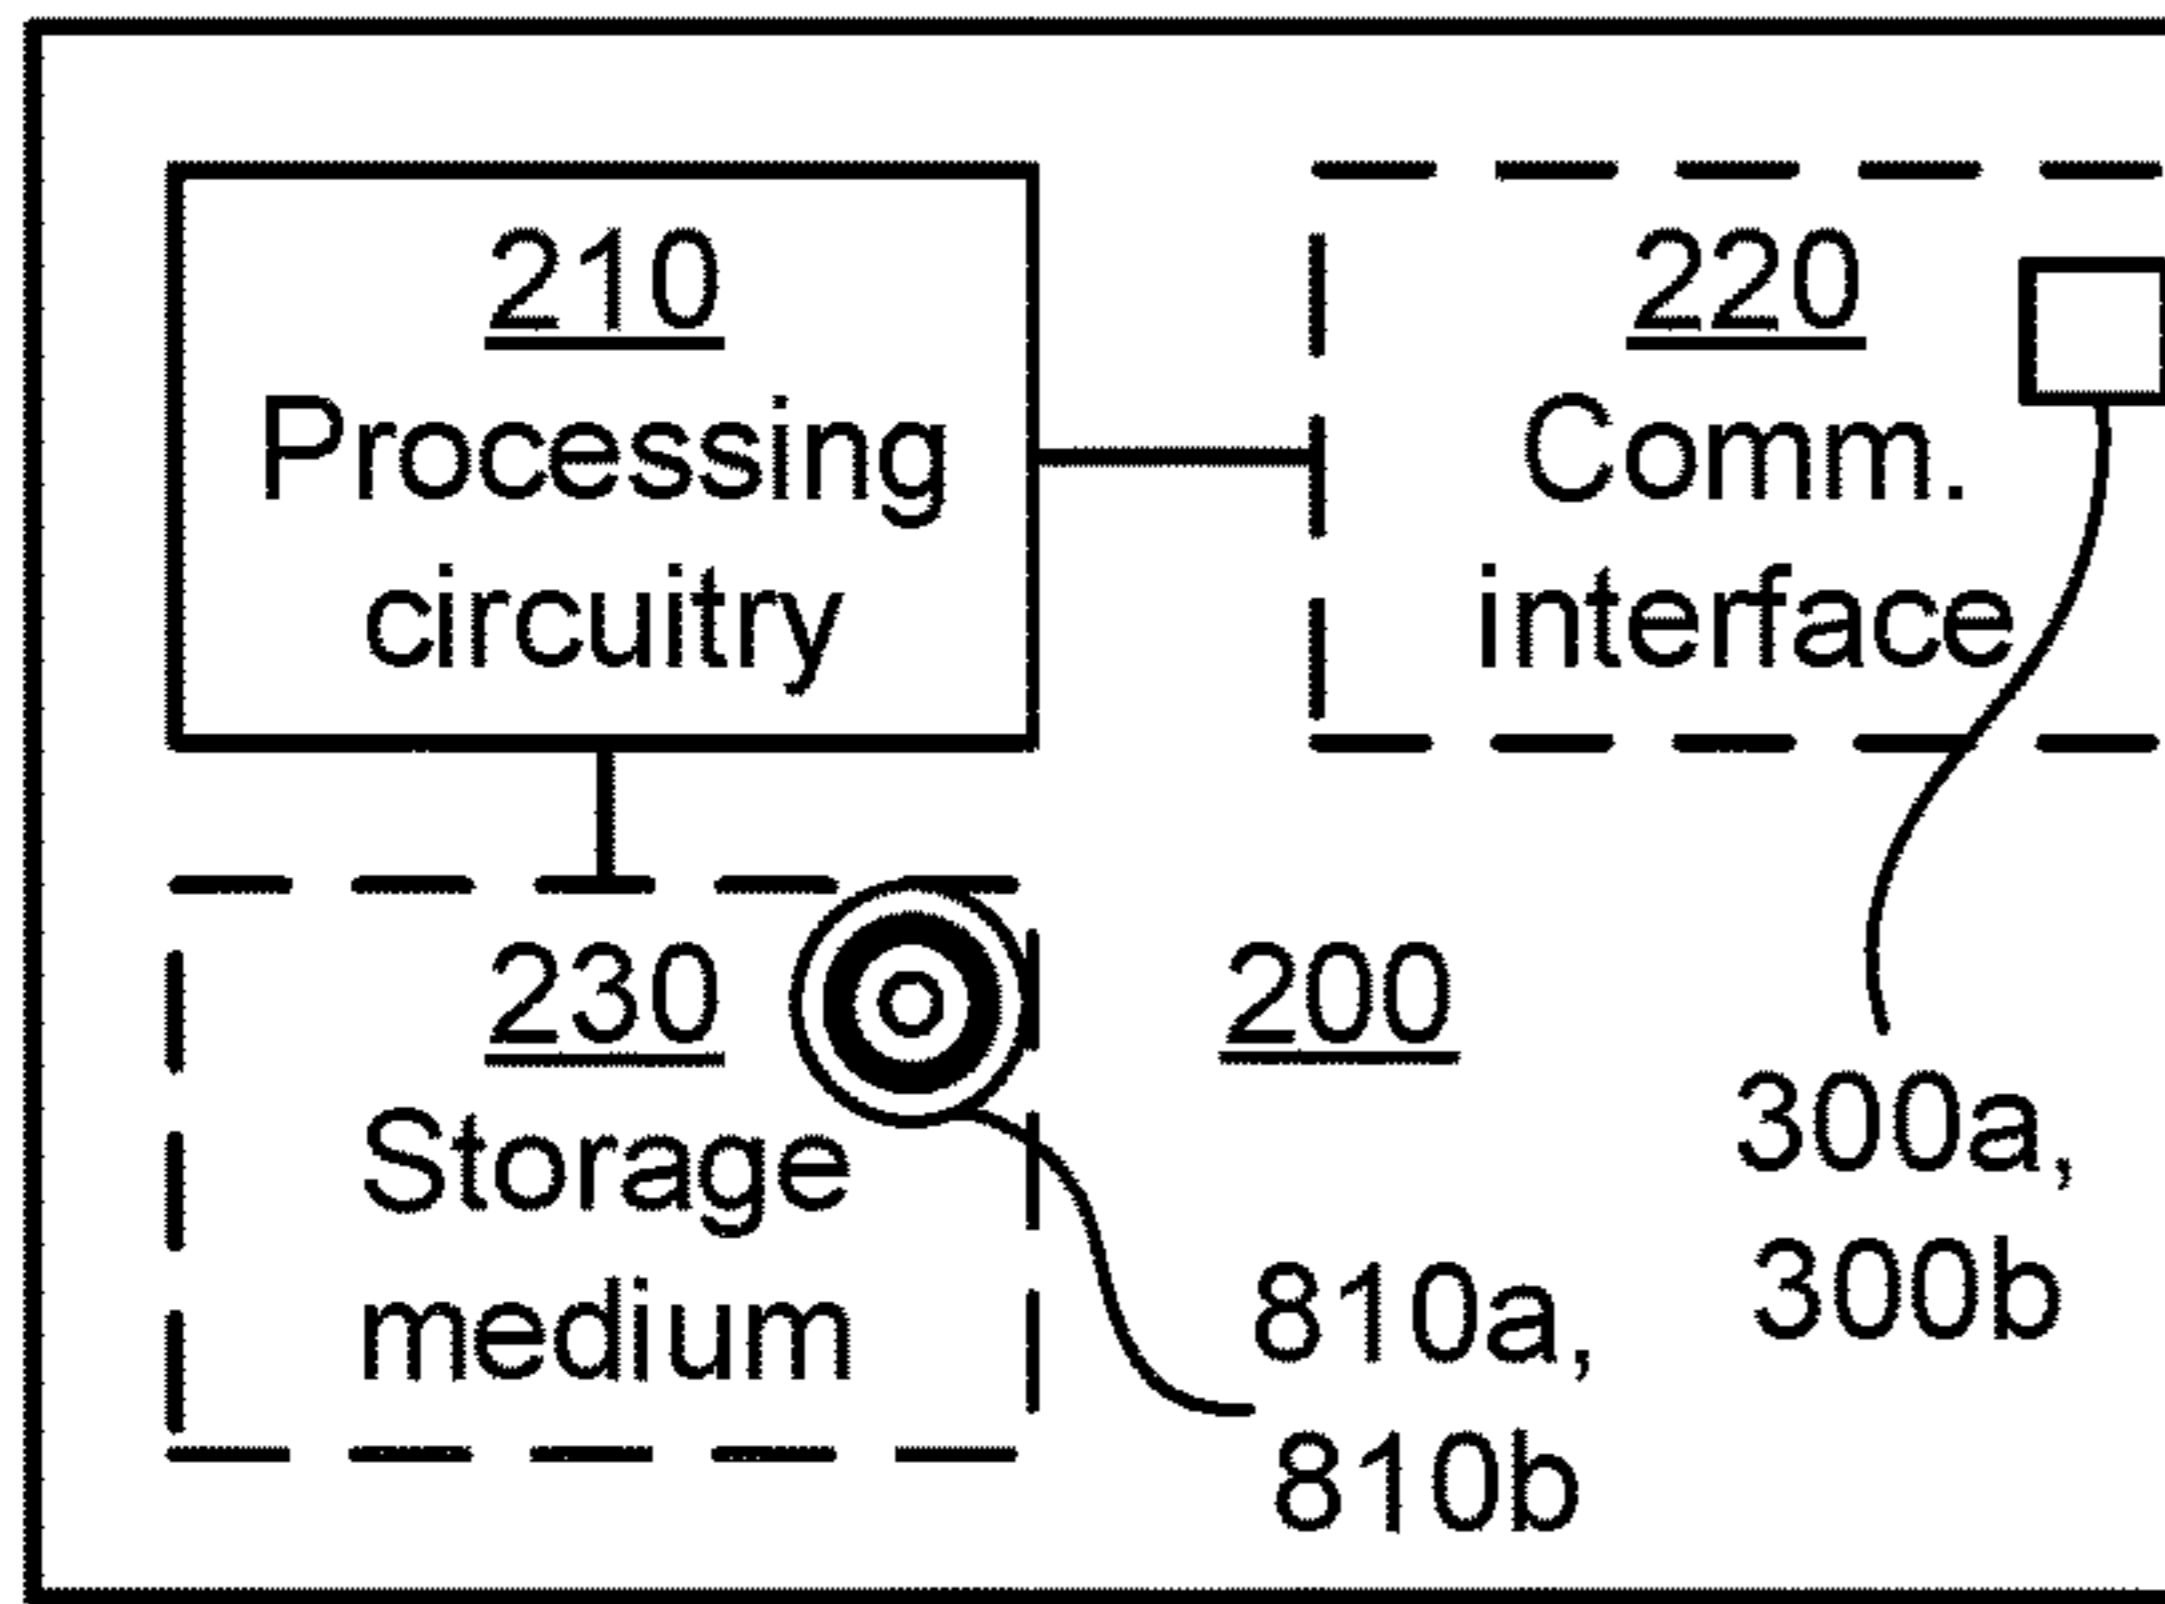 210
Processing
circuitry
220
Comm.
interface
230
Storage
medium
200
300a,
300b
810a,
810b